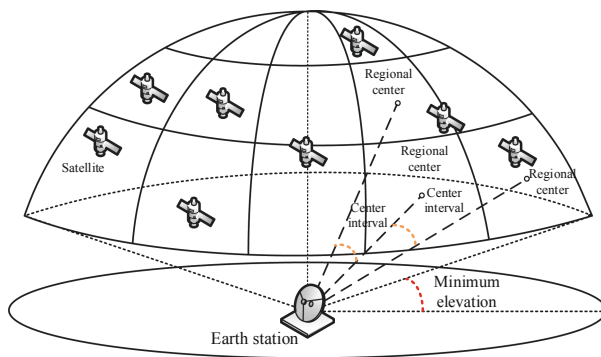 Regional
center
Satellite
Regional
center
Regional
center
Center
interval
Center
interval
Minimum
elevation
Earth station